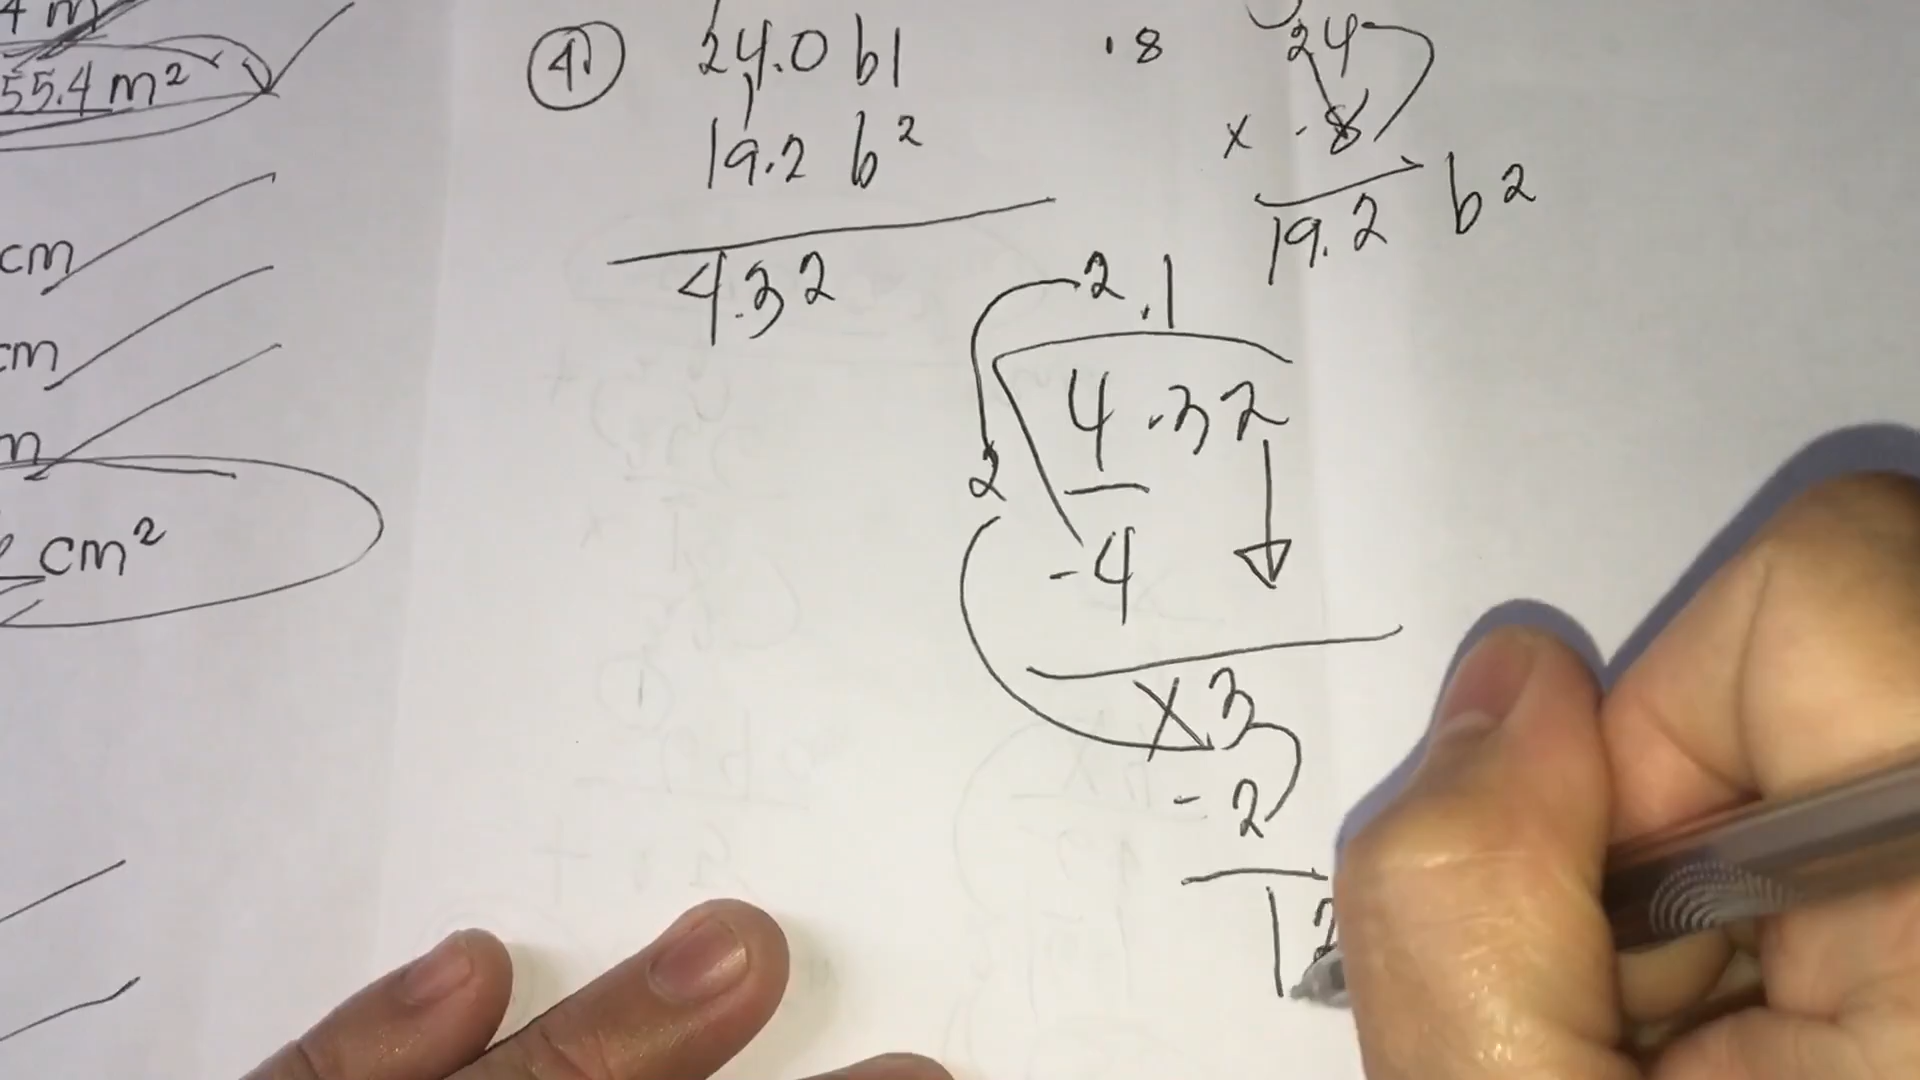 4 m
55.4 m²
cm
cm
m
cm²
4.
24.0 b1
19.2 b²
4.32
.8
24
x .8
19.2 b2
2.1
2 4.32
-4
x3
-2
12